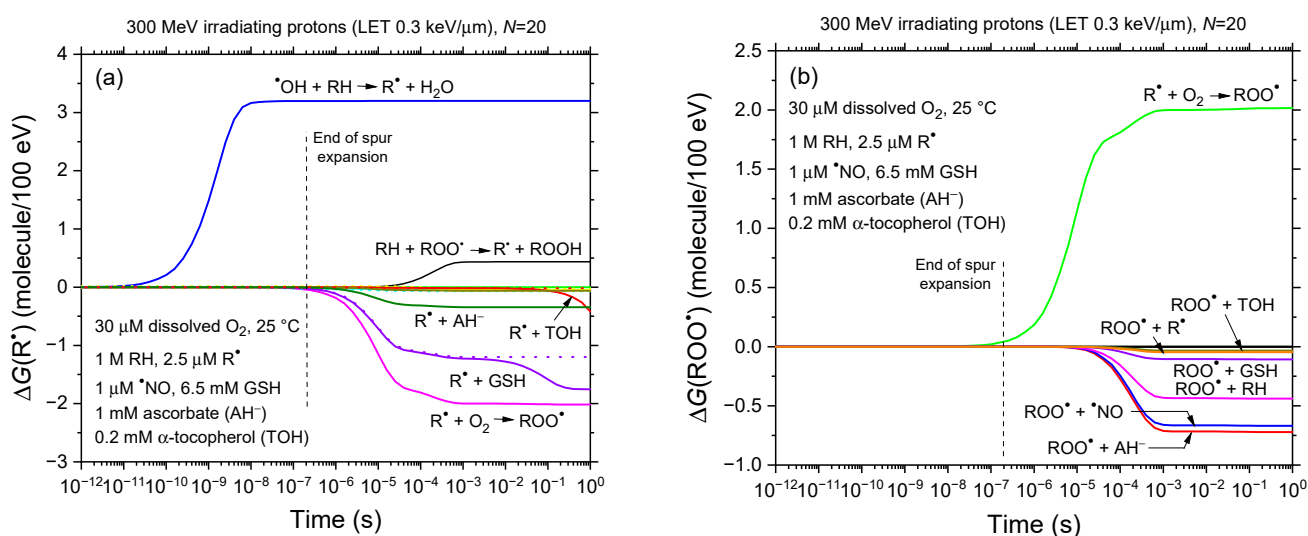 300 MeV irradiating protons (LET 0.3 keV/μm), N=20
(a)
•OH + RH → R• + H₂O
End of spur
expansion
RH + ROO• → R• + ROOH
R• + AH⁻
R• + TOH
R• + GSH
R• + O₂ → ROO•
30 μM dissolved O₂, 25 °C
1 M RH, 2.5 μM R•
1 μM •NO, 6.5 mM GSH
1 mM ascorbate (AH⁻)
0.2 mM α-tocopherol (TOH)
ΔG(R•) (molecule/100 eV)
4
3
2
1
0
−1
−2
−3
10⁻¹² 10⁻¹¹ 10⁻¹⁰ 10⁻⁹ 10⁻⁸ 10⁻⁷ 10⁻⁶ 10⁻⁵ 10⁻⁴ 10⁻³ 10⁻² 10⁻¹ 10⁰
Time (s)
300 MeV irradiating protons (LET 0.3 keV/μm), N=20
(b)
R• + O₂ → ROO•
30 μM dissolved O₂, 25 °C
1 M RH, 2.5 μM R•
1 μM •NO, 6.5 mM GSH
1 mM ascorbate (AH⁻)
0.2 mM α-tocopherol (TOH)
End of spur
expansion
ROO• + TOH
ROO• + R•
ROO• + GSH
ROO• + RH
ROO• + •NO
ROO• + AH⁻
ΔG(ROO•) (molecule/100 eV)
2.5
2.0
1.5
1.0
0.5
0.0
−0.5
−1.0
10⁻¹² 10⁻¹¹ 10⁻¹⁰ 10⁻⁹ 10⁻⁸ 10⁻⁷ 10⁻⁶ 10⁻⁵ 10⁻⁴ 10⁻³ 10⁻² 10⁻¹ 10⁰
Time (s)